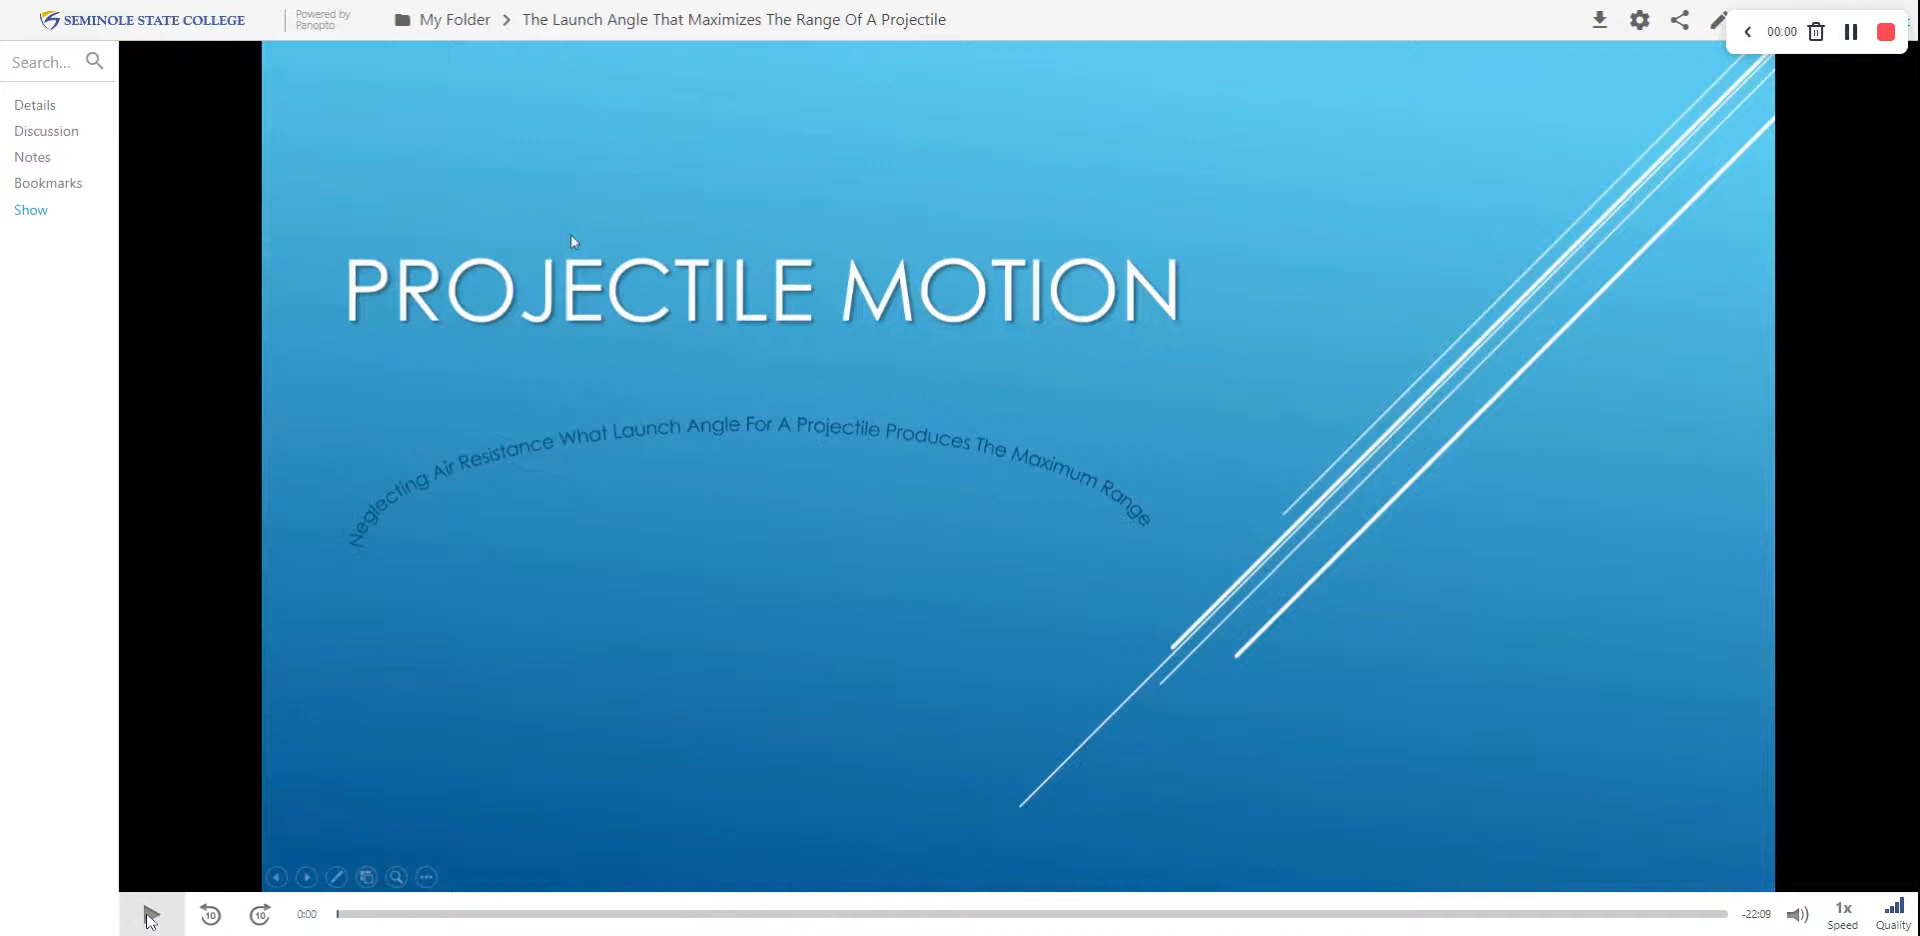 SEMINOLE STATE COLLEGE
Powered by
Panopto
My Folder > The Launch Angle That Maximizes The Range Of A Projectile
00:00
Search...
Details
Discussion
Notes
Bookmarks
Show
PROJECTILE MOTION
Neglecting Air Resistance What Launch Angle For A Projectile Produces The Maximum Range
10
10
0:00
-22:09
1x
Speed
Quality